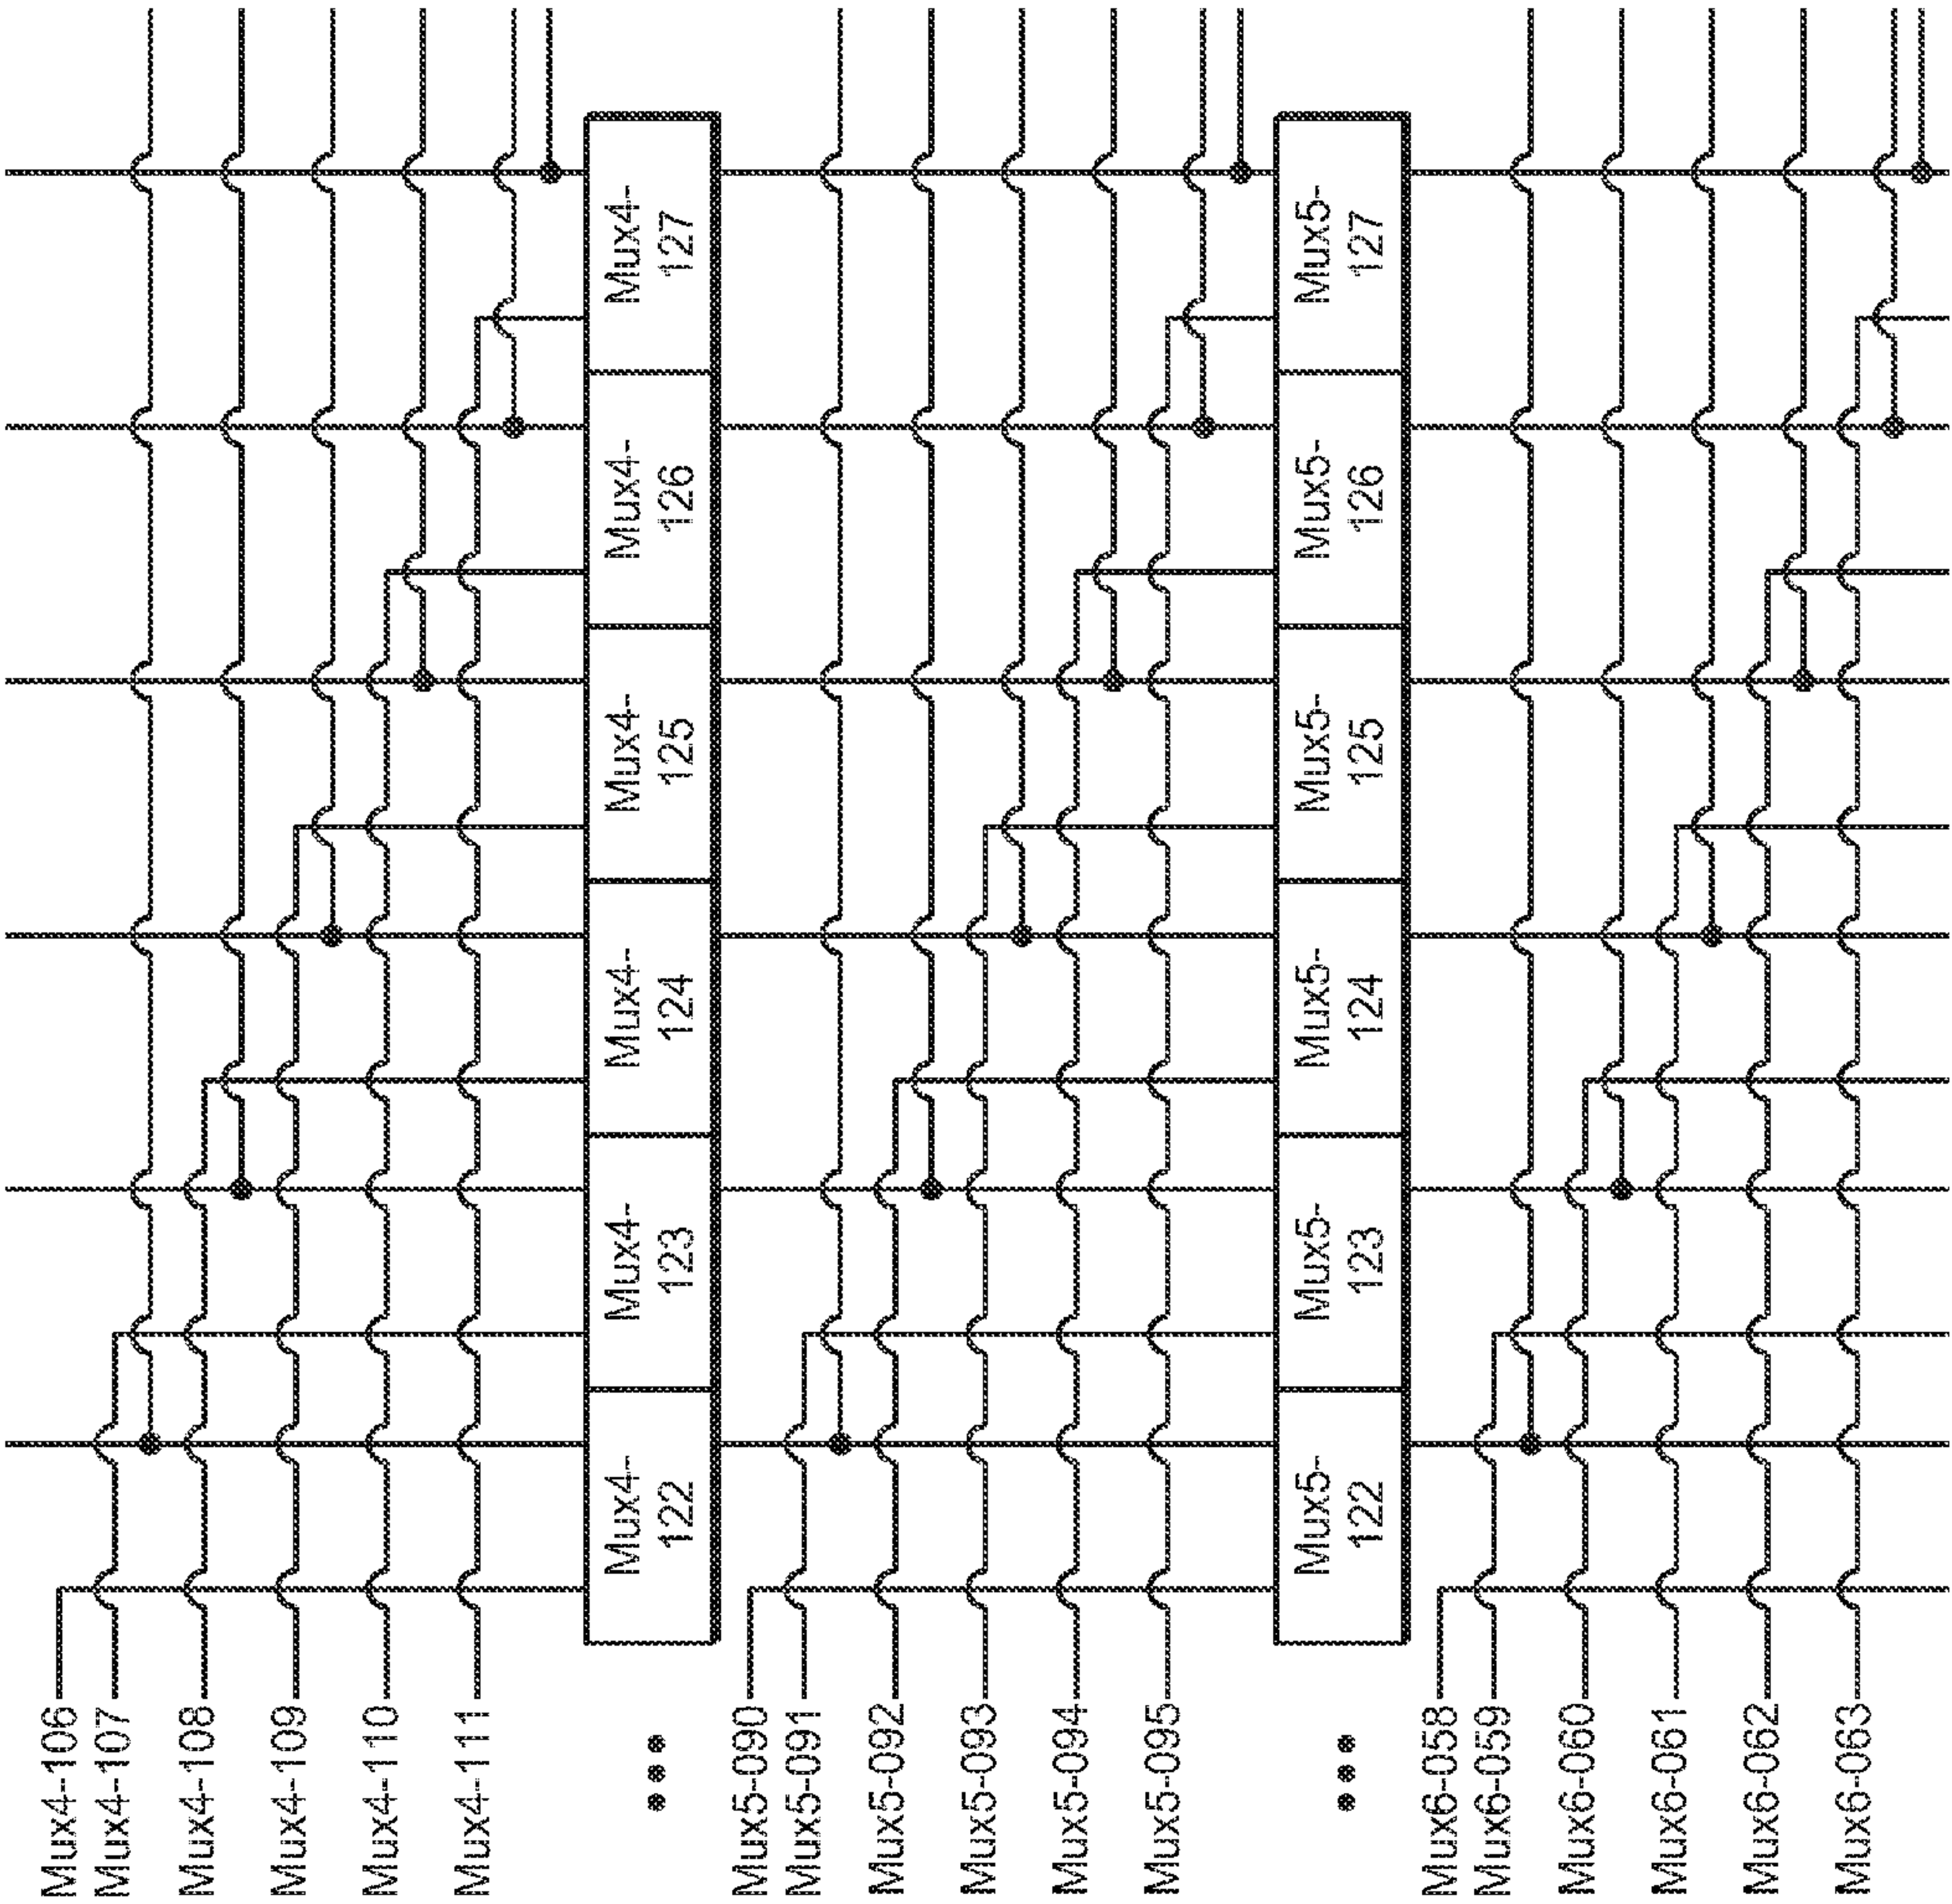 Mux4-106
Mux4-107
Mux4-108
Mux4-109
Mux4-110
Mux4-111
Mux4-
122
Mux4-
123
Mux4-
124
Mux4-
125
Mux4-
126
Mux4-
127
Mux5-090
Mux5-091
Mux5-092
Mux5-093
Mux5-094
Mux5-095
Mux5-
122
Mux5-
123
Mux5-
124
Mux5-
125
Mux5-
126
Mux5-
127
Mux6-058
Mux6-059
Mux6-060
Mux6-061
Mux6-062
Mux6-063